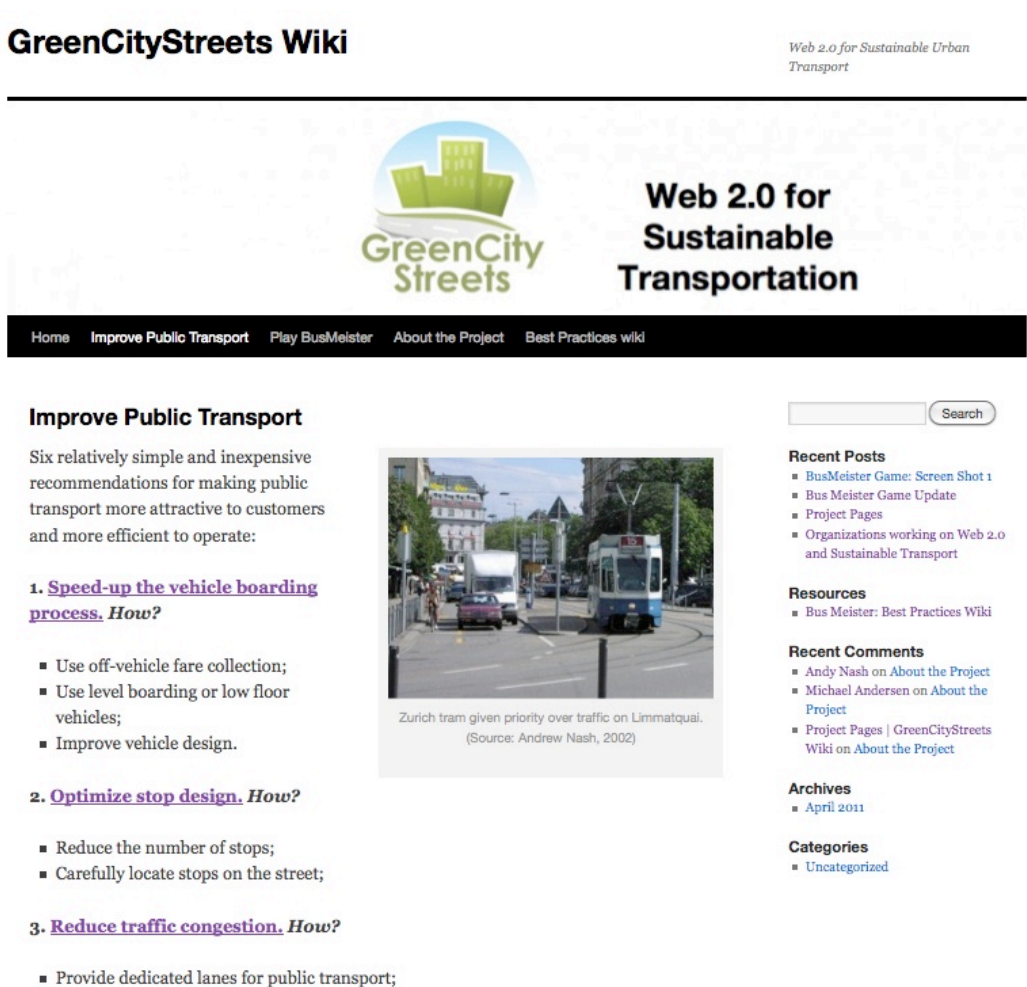 GreenCityStreets Wiki
Web 2.0 for Sustainable Urban
Transport
GreenCity
Streets
Web 2.0 for
Sustainable
Transportation
Home Improve Public Transport Play BusMeister About the Project Best Practices wiki
Improve Public Transport
Six relatively simple and inexpensive
recommendations for making public
transport more attractive to customers
and more efficient to operate:
1. Speed-up the vehicle boarding
process. How?
Use off-vehicle fare collection;
Use level boarding or low floor
vehicles;
Improve vehicle design.
2. Optimize stop design. How?
Reduce the number of stops;
Carefully locate stops on the street;
3. Reduce traffic congestion. How?
Provide dedicated lanes for public transport;
15
Zurich tram given priority over traffic on Limmatquai.
(Source: Andrew Nash, 2002)
Search
Recent Posts
BusMeister Game: Screen Shot 1
Bus Meister Game Update
Project Pages
Organizations working on Web 2.0
and Sustainable Transport
Resources
Bus Meister: Best Practices Wiki
Recent Comments
Andy Nash on About the Project
Michael Andersen on About the
Project
Project Pages | GreenCityStreets
Wiki on About the Project
Archives
April 2011
Categories
Uncategorized